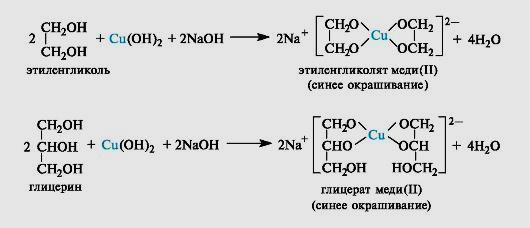 CH₂OH CH₂O OCH₂ 2−
2 + Cu(OH)₂ + 2NaOH ⟶ 2Na⁺ Cu + 4H₂O
CH₂OH CH₂O OCH₂
этиленгликоль этиленгликолят меди(II)
(синее окрашивание)
CH₂OH CH₂O OCH₂ 2−
2 CHOH + Cu(OH)₂ + 2NaOH ⟶ 2Na⁺ CHO Cu OCH + 4H₂O
CH₂OH CH₂OH HOCH₂
глицерин глицерат меди(II)
(синее окрашивание)